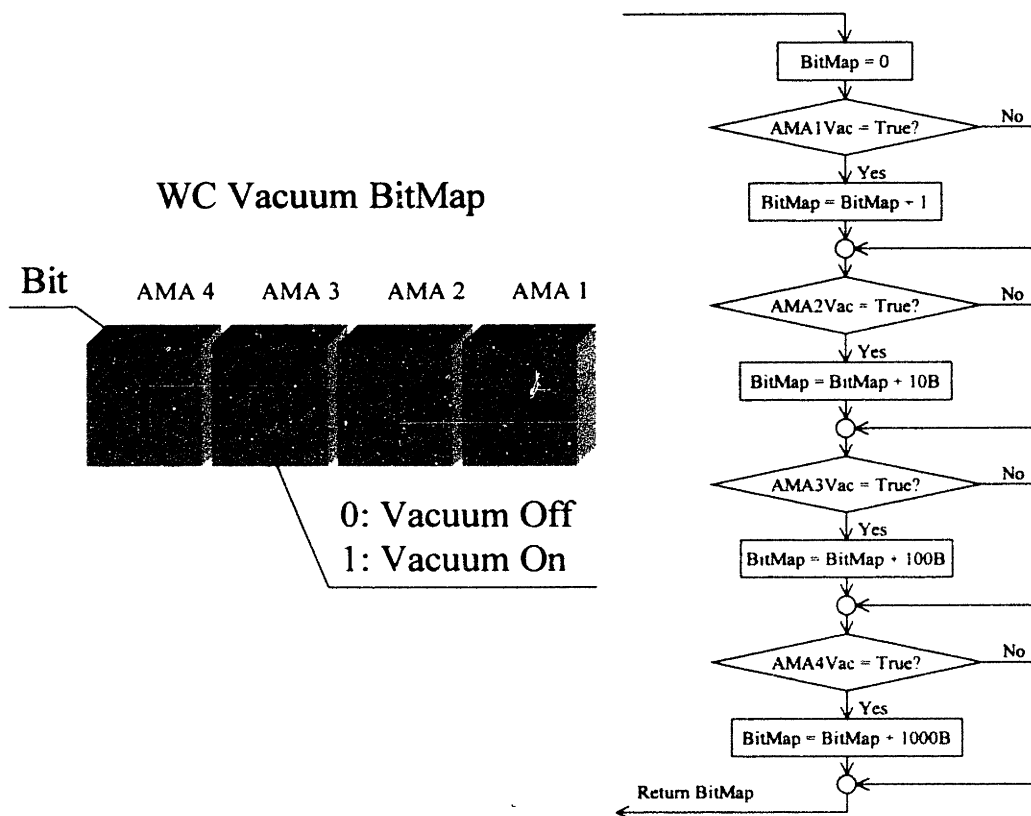 WC Vacuum BitMap
Bit
AMA 4 AMA 3 AMA 2 AMA 1
0: Vacuum Off
1: Vacuum On
BitMap = 0
AMA1Vac = True?
No
Yes
BitMap = BitMap + 1
AMA2Vac = True?
No
Yes
BitMap = BitMap + 10B
AMA3Vac = True?
No
Yes
BitMap = BitMap + 100B
AMA4Vac = True?
No
Yes
BitMap = BitMap + 1000B
Return BitMap